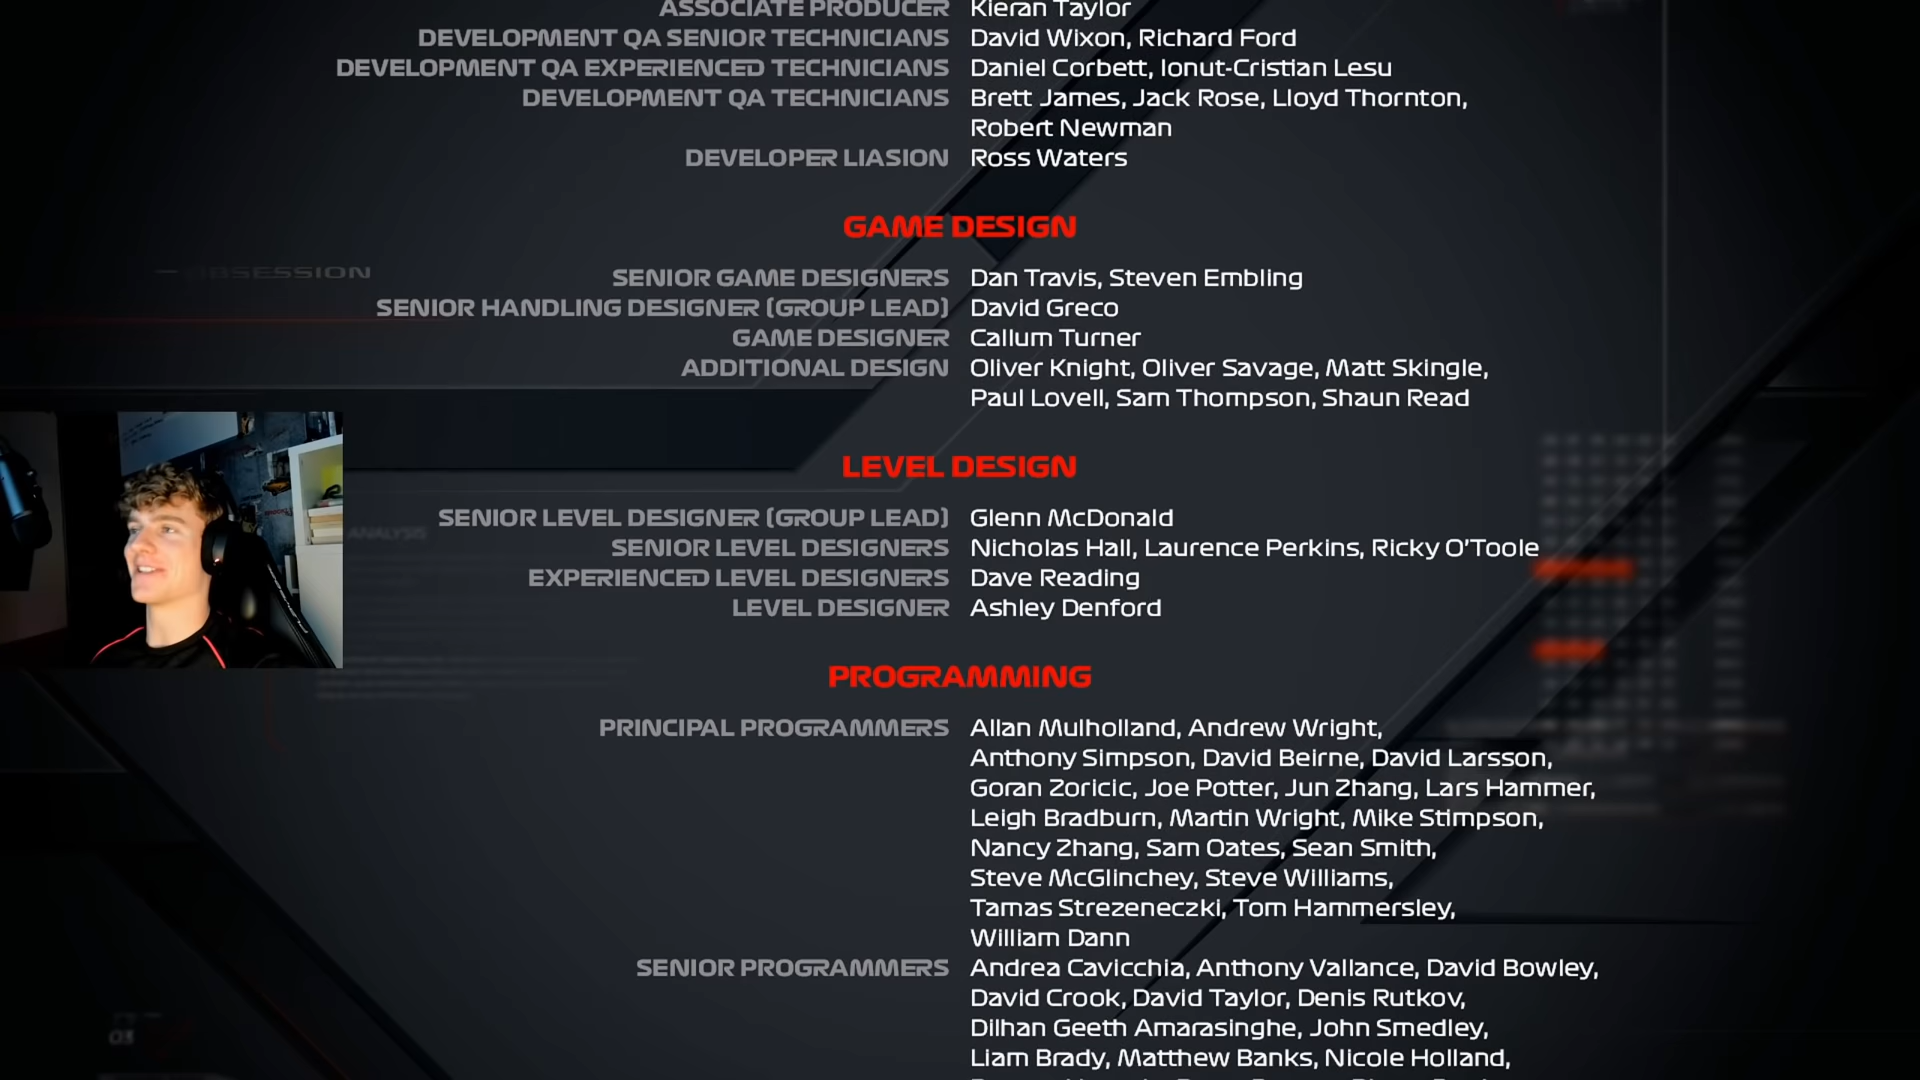 ASSOCIATE PRODUCER Kieran Taylor
DEVELOPMENT QA SENIOR TECHNICIANS David Wixon, Richard Ford
DEVELOPMENT QA EXPERIENCED TECHNICIANS Daniel Corbett, Ionut-Cristian Lesu
DEVELOPMENT QA TECHNICIANS Brett James, Jack Rose, Lloyd Thornton,
Robert Newman
DEVELOPER LIASION Ross Waters
GAME DESIGN
OBSESSION
SENIOR GAME DESIGNERS Dan Travis, Steven Embling
SENIOR HANDLING DESIGNER (GROUP LEAD) David Greco
GAME DESIGNER Callum Turner
ADDITIONAL DESIGN Oliver Knight, Oliver Savage, Matt Skingle,
Paul Lovell, Sam Thompson, Shaun Read
LEVEL DESIGN
SENIOR LEVEL DESIGNER (GROUP LEAD) Glenn McDonald
ANALYSIS
SENIOR LEVEL DESIGNERS Nicholas Hall, Laurence Perkins, Ricky O'Toole
EXPERIENCED LEVEL DESIGNERS Dave Reading
LEVEL DESIGNER Ashley Denford
PROGRAMMING
PRINCIPAL PROGRAMMERS Allan Mulholland, Andrew Wright,
Anthony Simpson, David Beirne, David Larsson,
Goran Zoricic, Joe Potter, Jun Zhang, Lars Hammer,
Leigh Bradburn, Martin Wright, Mike Stimpson,
Nancy Zhang, Sam Oates, Sean Smith,
Steve McGlinchey, Steve Williams,
Tamas Strezeneczki, Tom Hammersley,
William Dann
SENIOR PROGRAMMERS Andrea Cavicchia, Anthony Vallance, David Bowley,
David Crook, David Taylor, Denis Rutkov,
Dilhan Geeth Amarasinghe, John Smedley,
03
Liam Brady, Matthew Banks, Nicole Holland,